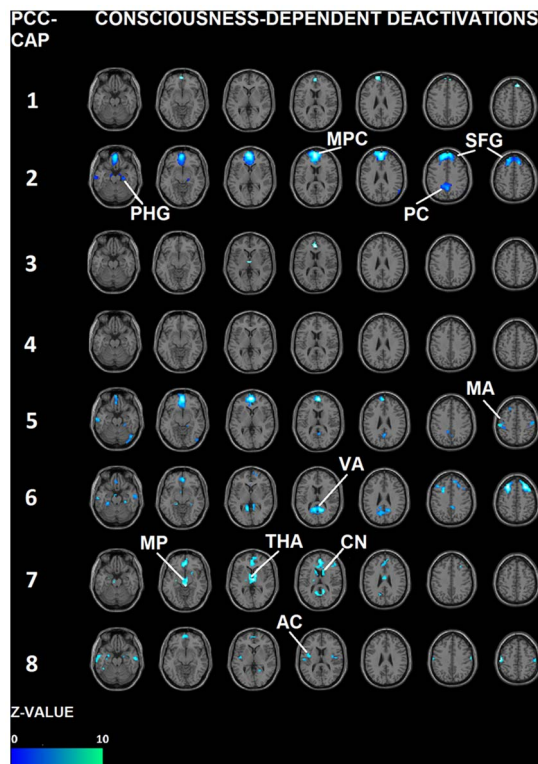 PCC-CAP CONSCIOUSNESS-DEPENDENT DEACTIVATIONS
1
MPC SFG
2
PHG PC
3
4
MA
5
VA
6
MP THA CN
7
AC
8
Z-VALUE
0 10